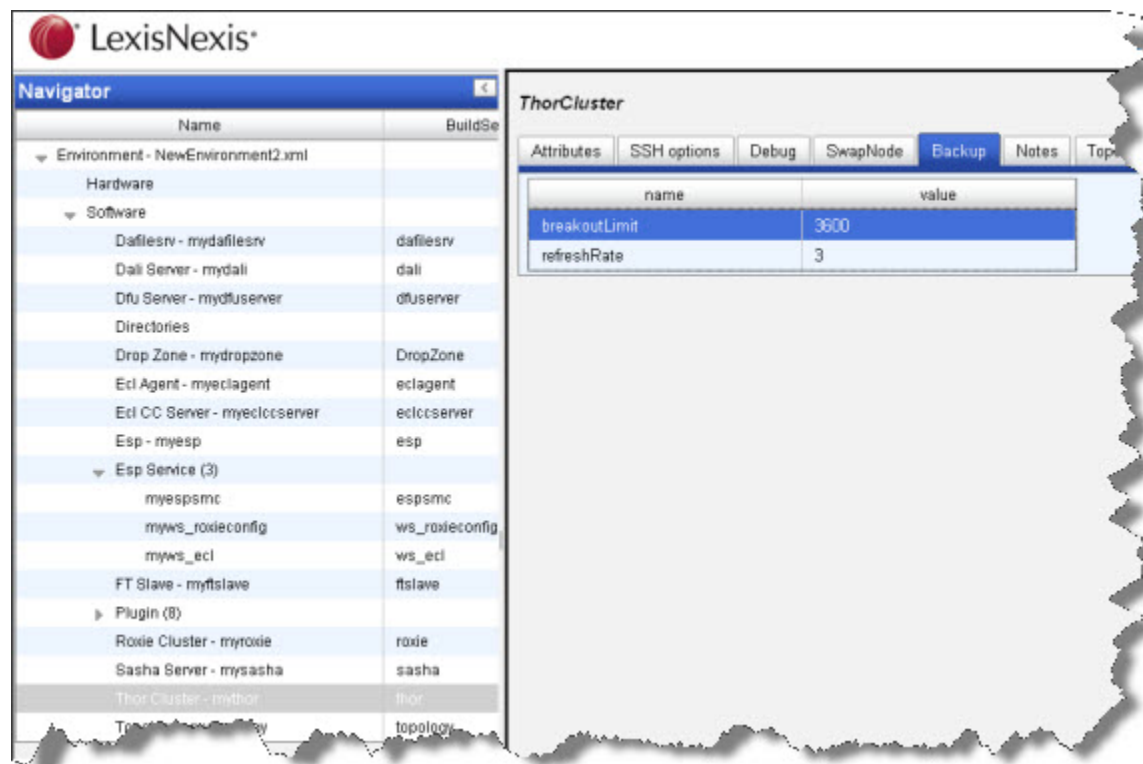 LexisNexis
Navigator
Name BuildSe
Environment - NewEnvironment2.xml
Hardware
Software
Dafilesrv - mydafilesrv dafilesrv
Dali Server - mydali dali
Dfu Server - mydfuserver dfuserver
Directories
Drop Zone - mydropzone DropZone
Ecl Agent - myeclagent eclagent
Ecl CC Server - myeclccserver eclccserver
Esp - myesp esp
Esp Service (3)
myespsmc espsmc
myws_roxieconfig ws_roxieconfig
myws_ecl ws_ecl
FT Slave - myftslave ftslave
Plugin (8)
Roxie Cluster - myroxie roxie
Sasha Server - mysasha sasha
Thor Cluster - mythor thor
topology
ThorCluster
Attributes SSH options Debug SwapNode Backup Notes
name value
breakoutLimit 3600
refreshRate 3